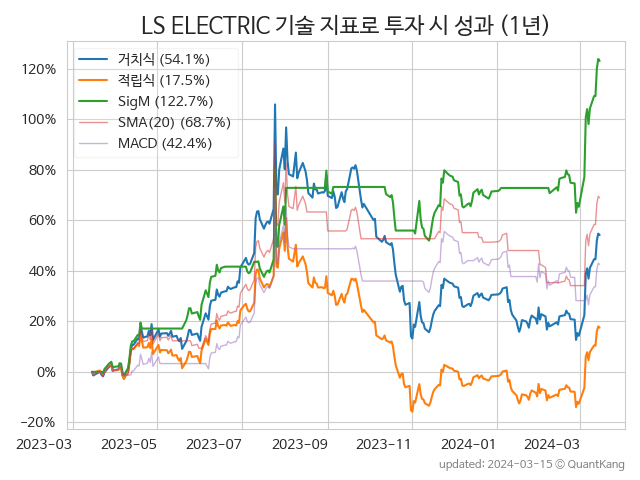 LS ELECTRIC 기술 지표로 투자 시 성과 (1년)
거치식 (54.1%)
적립식 (17.5%)
SigM (122.7%)
SMA(20) (68.7%)
MACD (42.4%)
120%
100%
80%
60%
40%
20%
0%
−20%
2023−03 2023−05 2023−07 2023−09 2023−11 2024−01 2024−03
updated: 2024−03−15 © QuantKang